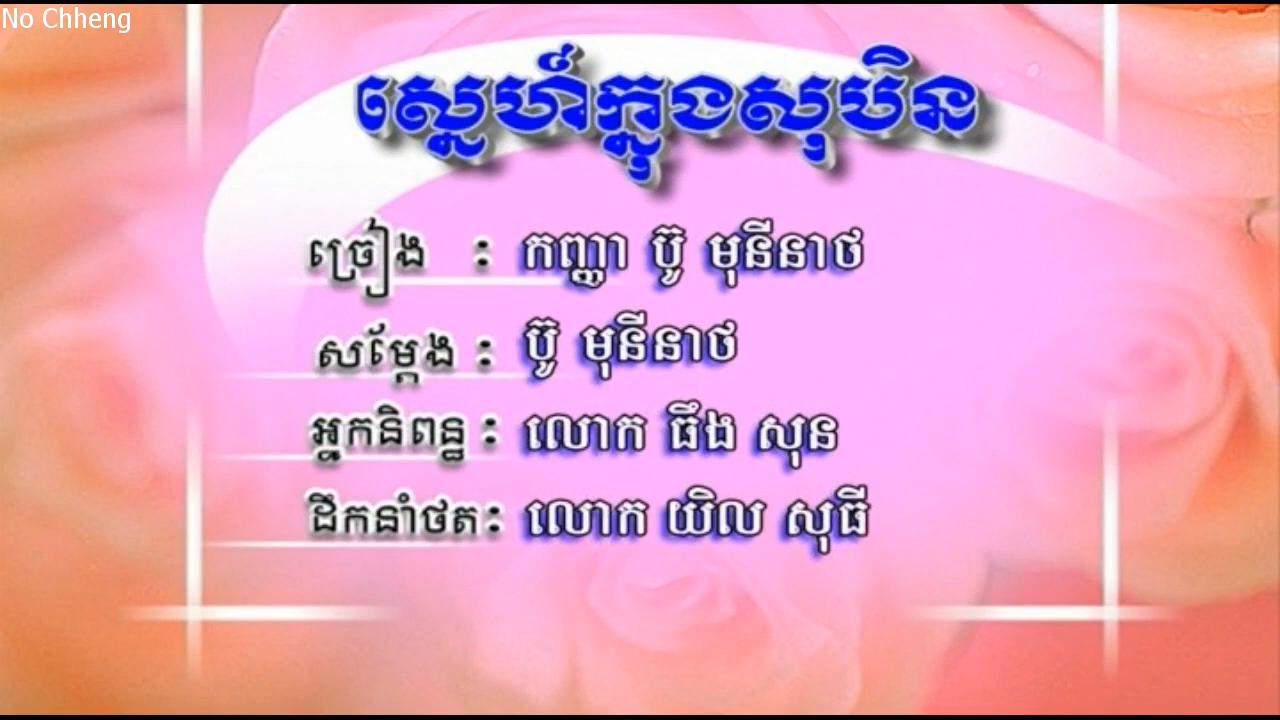 No Chheng
ស្នេហ៍ក្នុងសុបិន
ច្រៀង : កញ្ញា ប៊ូ មុនីនាថ
សម្តែង : ប៊ូ មុនីនាថ
អ្នកនិពន្ឋ : លោក ធឹង សុន
ដឹកនាំថត : លោក យិល សុធី